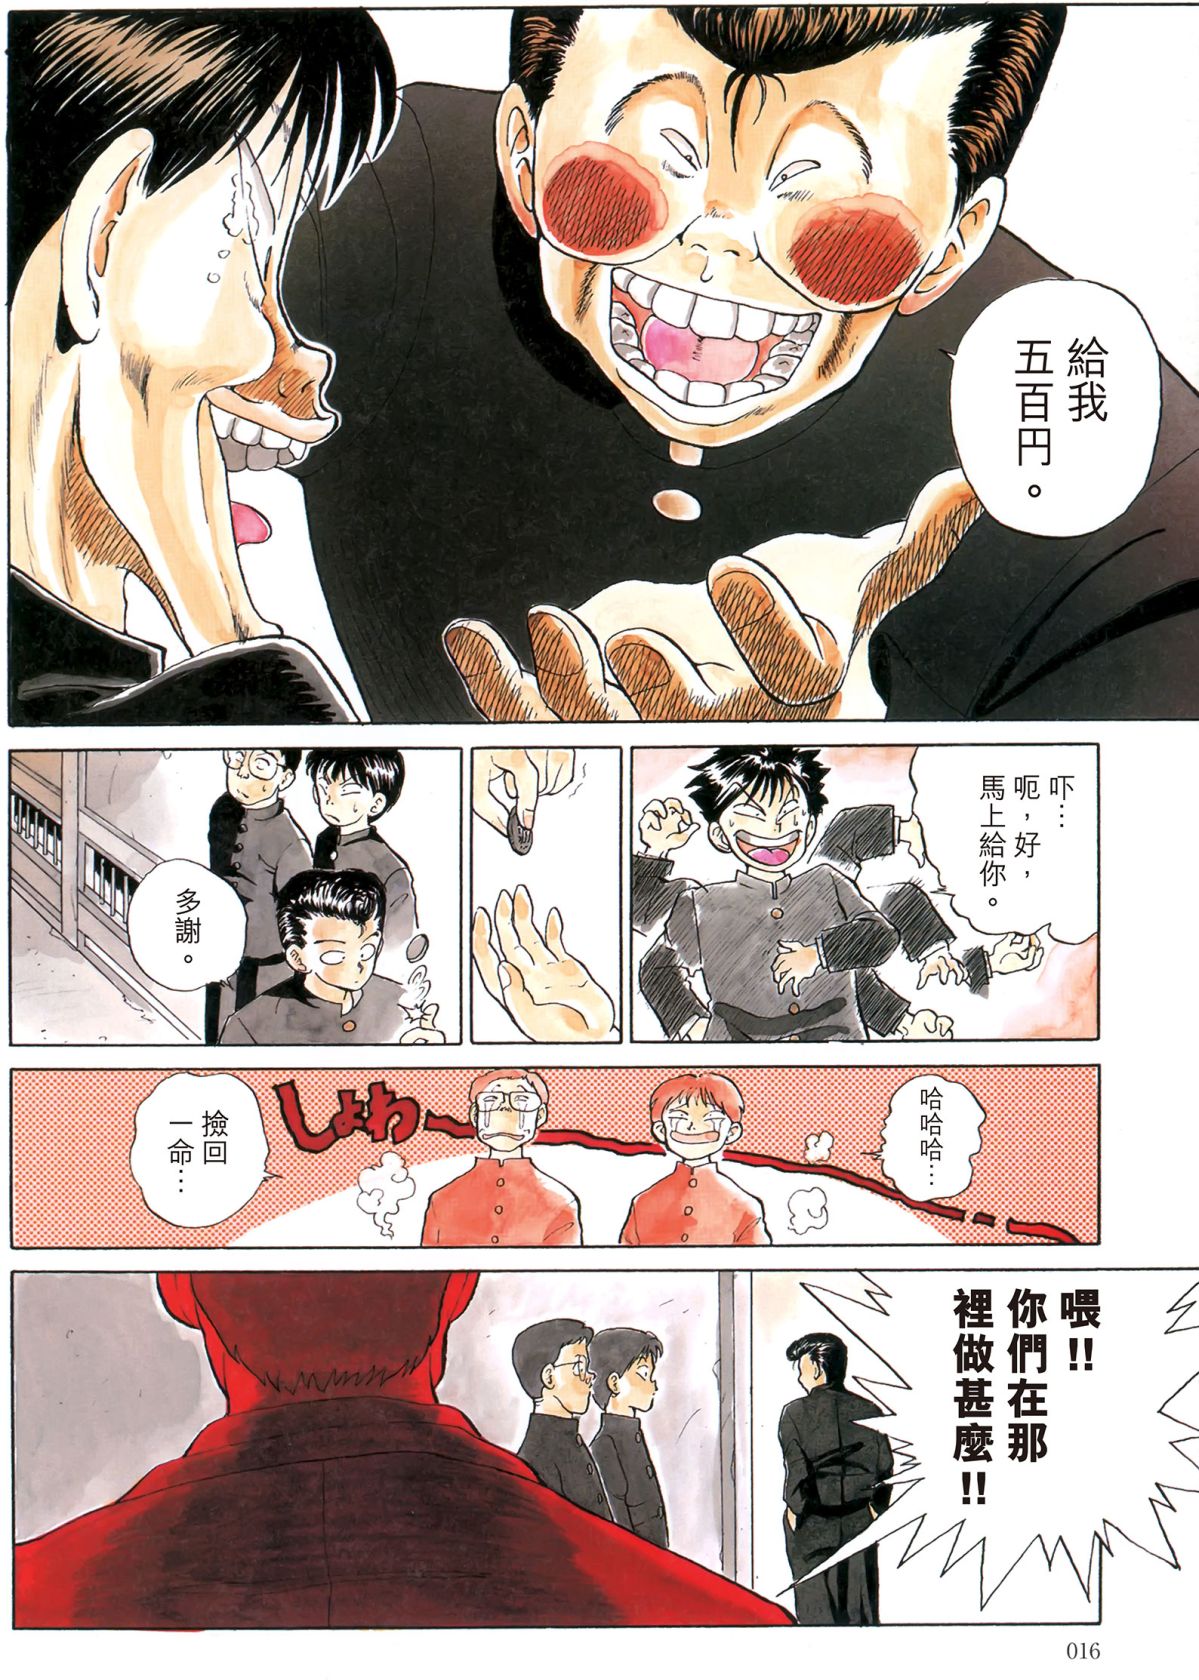 給我
五百円。
吓…
呃，好，
馬上給你。
多謝。
哈哈哈…
しょわ～
撿回
一命…
喂!!
你們在那
裡做甚麼!!
016